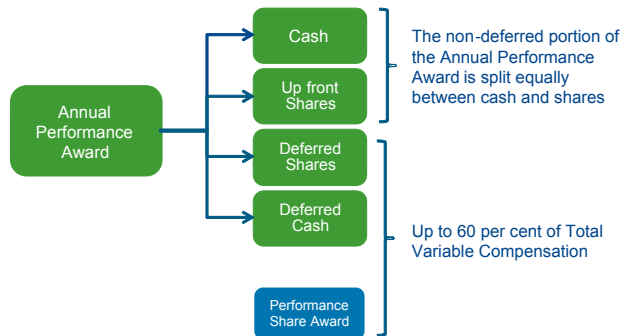 Annual
Performance
Award
Cash
Up front
Shares
Deferred
Shares
Deferred
Cash
Performance
Share Award
The non-deferred portion of
the Annual Performance
Award is split equally
between cash and shares
Up to 60 per cent of Total
Variable Compensation